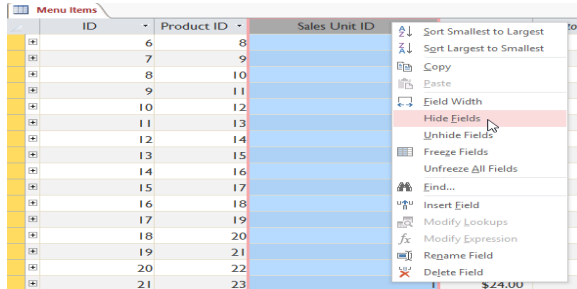 Menu Items
ID Product ID Sales Unit ID
6 8
7 9
8 10
9 11
10 12
11 13
12 14
13 15
14 16
15 17
16 18
17 19
18 20
19 21
20 22
21 23 1 $24.00
Sort Smallest to Largest
Sort Largest to Smallest
Copy
Paste
Field Width
Hide Fields
Unhide Fields
Freeze Fields
Unfreeze All Fields
Find...
Insert Field
Modify Lookups
Modify Expression
Rename Field
Delete Field